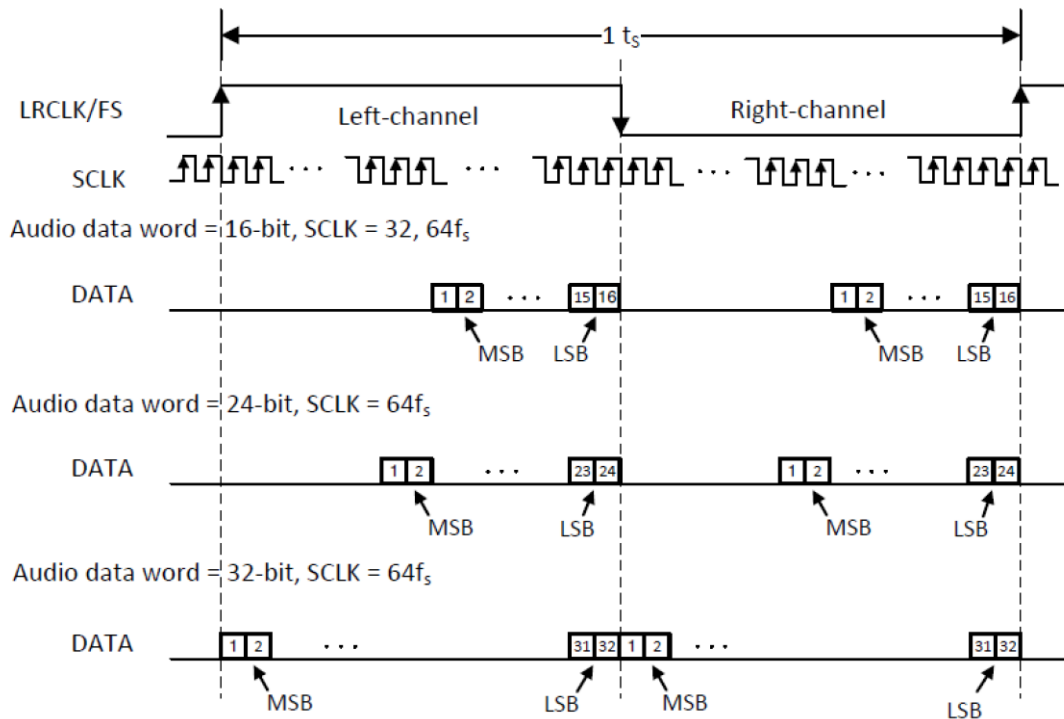 1 tS
LRCLK/FS
Left-channel
Right-channel
SCLK
Audio data word = 16-bit, SCLK = 32, 64fs
DATA
1 2 · · · 15 16
1 2 · · · 15 16
MSB
LSB
MSB
LSB
Audio data word = 24-bit, SCLK = 64fs
DATA
1 2 · · · 23 24
1 2 · · · 23 24
MSB
LSB
MSB
LSB
Audio data word = 32-bit, SCLK = 64fs
DATA
1 2 · · · 31 32
1 2 · · · 31 32
MSB
LSB
MSB
LSB